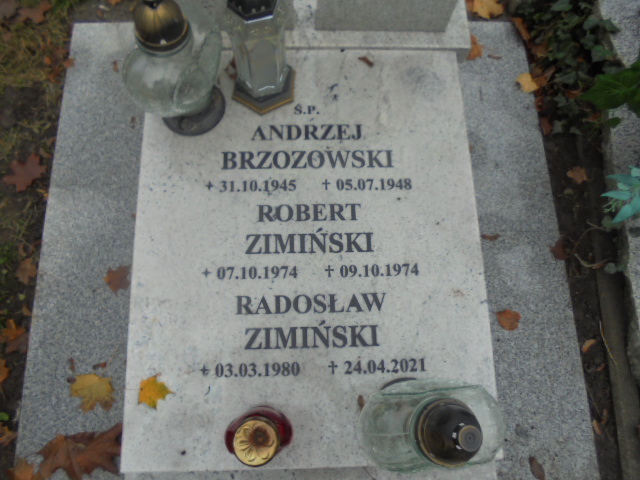 Ś.P.
ANDRZEJ
BRZOZOWSKI
+ 31.10.1945 † 05.07.1948
ROBERT
ZIMIŃSKI
+ 07.10.1974 † 09.10.1974
RADOSŁAW
ZIMIŃSKI
+ 03.03.1980 † 24.04.2021